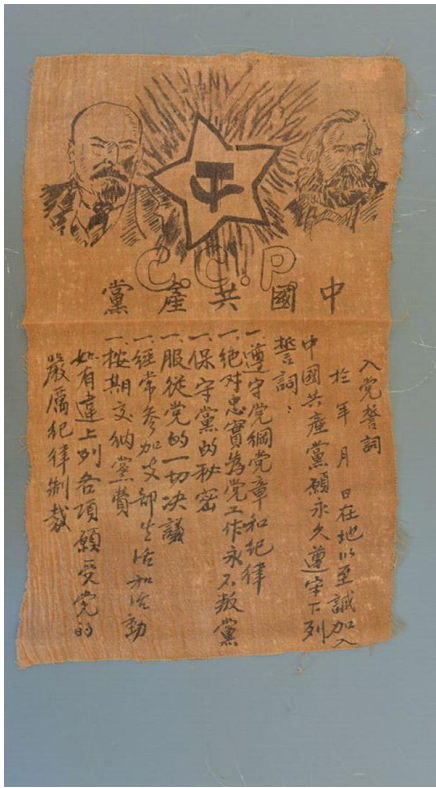 C.C.P
中國共產黨
入党誓詞
於 年 月 日在地以至誠加入
中國共產黨願永久遵守下列
誓詞：
一、遵守党綱党章和紀律
一、绝对忠實為党工作永不叛黨
一、保守黨的秘密
一、服從党的一切决議
一、經常参加支部生活和活動
一、按期交纳黨費
如有違上列各項願受党的
嚴厲紀律制裁